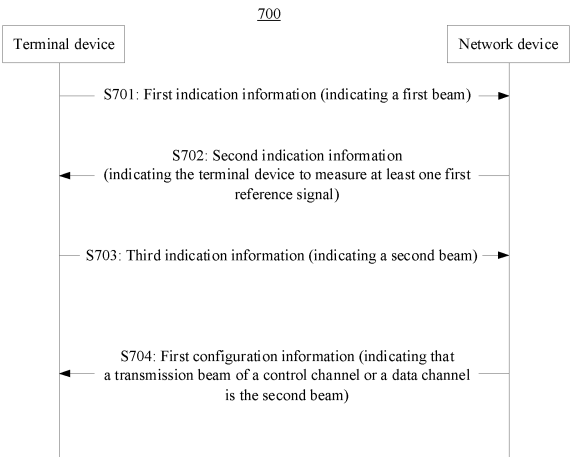 700
Terminal device
Network device
S701: First indication information (indicating a first beam)
S702: Second indication information
(indicating the terminal device to measure at least one first
reference signal)
S703: Third indication information (indicating a second beam)
S704: First configuration information (indicating that
a transmission beam of a control channel or a data channel
is the second beam)